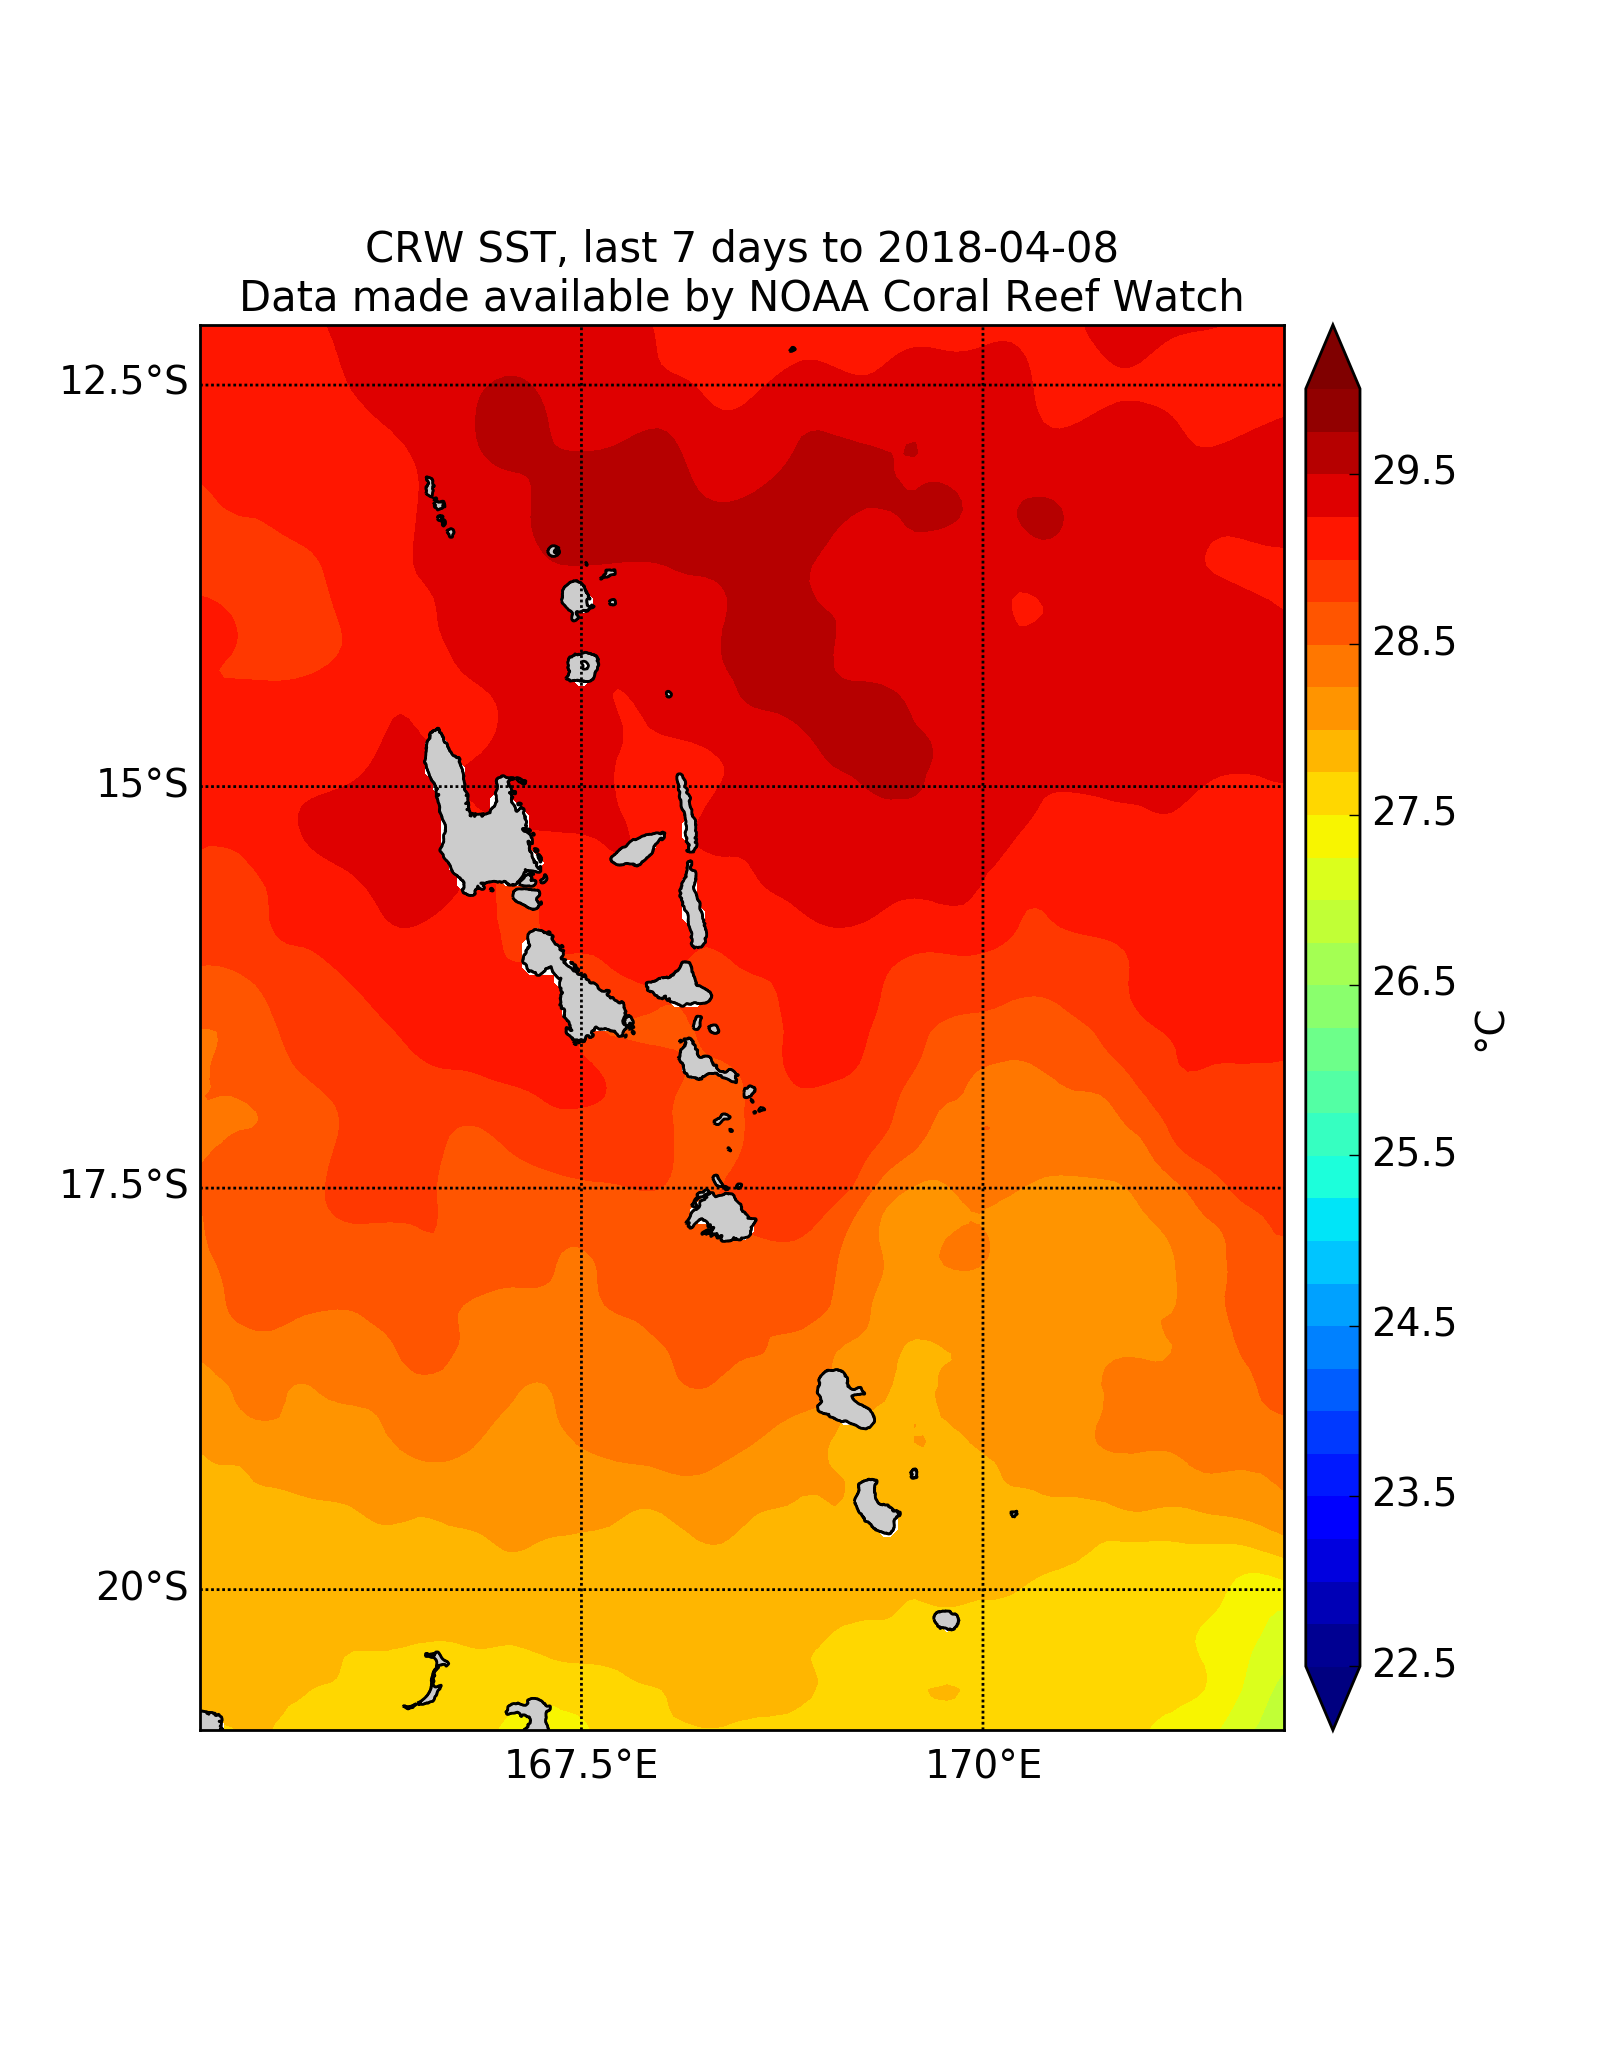 CRW SST, last 7 days to 2018-04-08
Data made available by NOAA Coral Reef Watch
12.5°S
15°S
17.5°S
20°S
167.5°E
170°E
29.5
28.5
27.5
26.5
25.5
24.5
23.5
22.5
°C